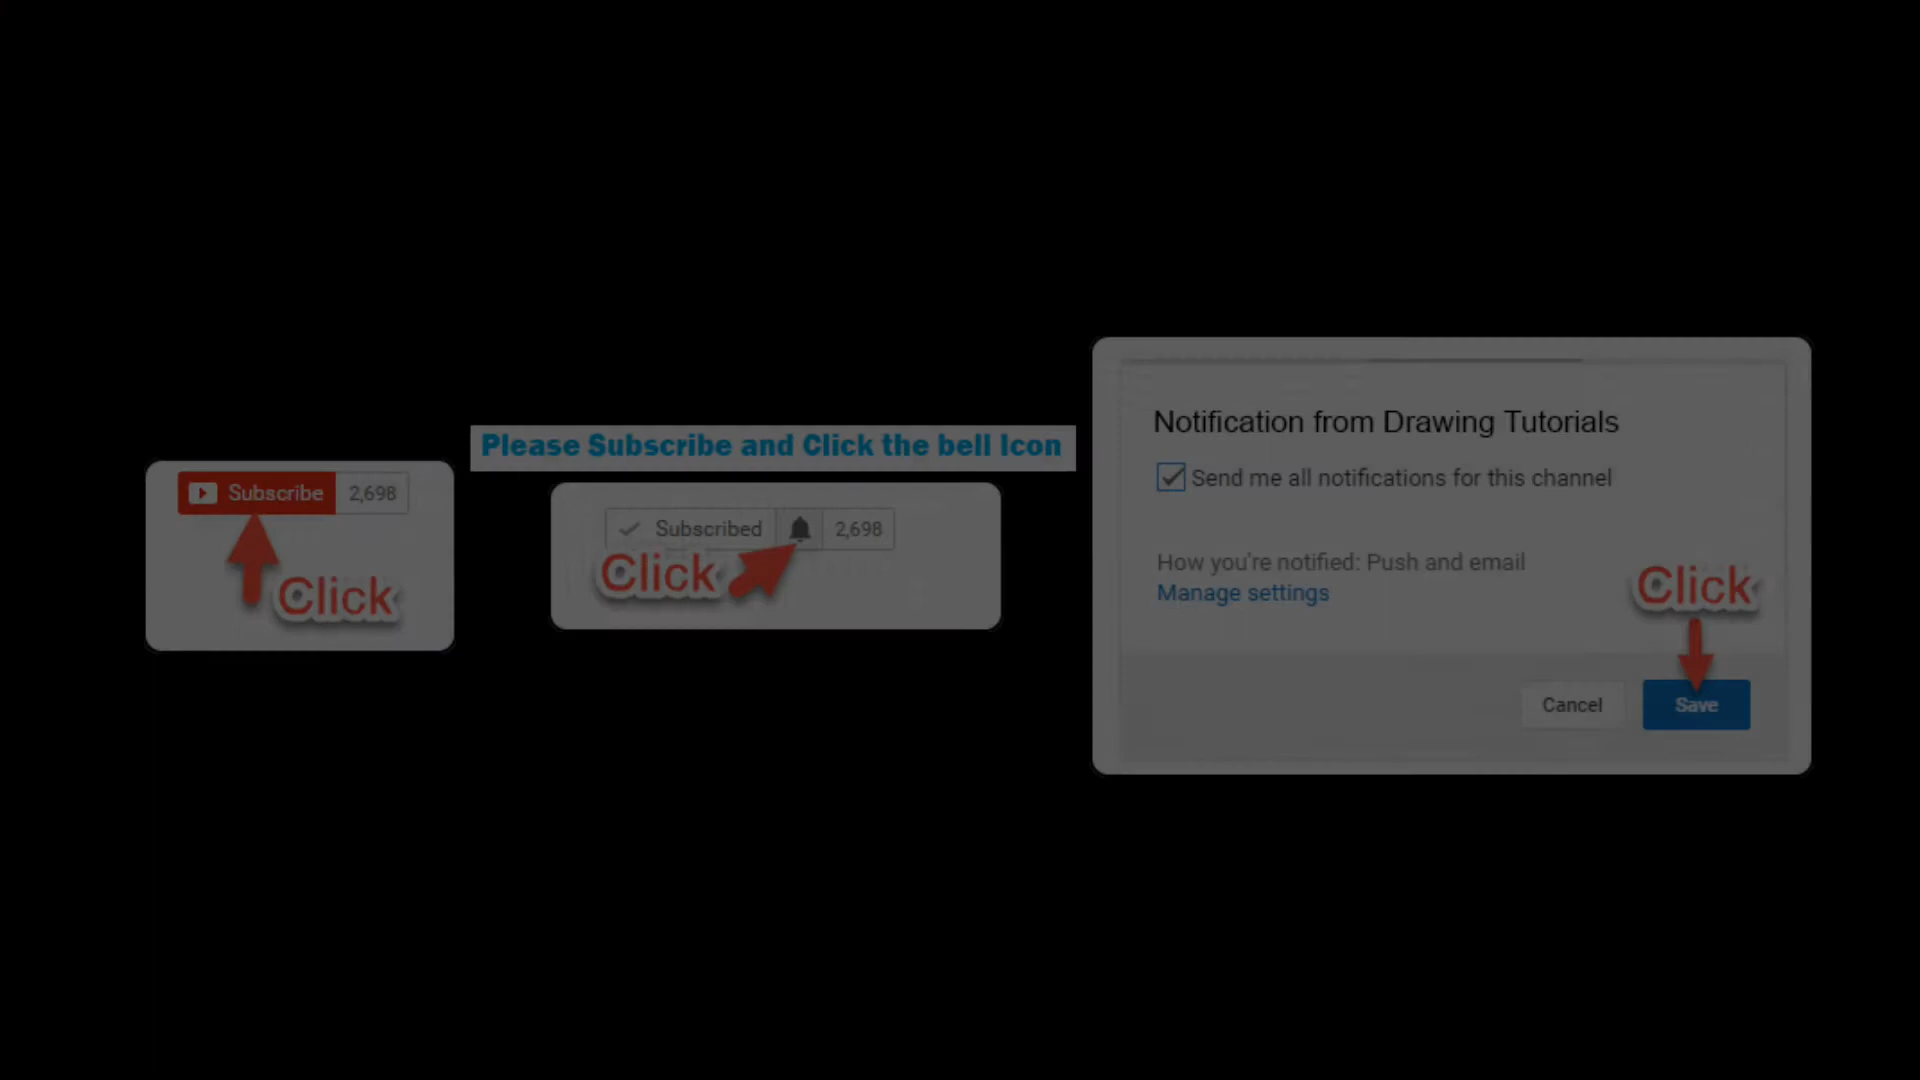 Subscribe 2,698
Click
Please Subscribe and Click the bell Icon
Subscribed 2,698
Click
Notification from Drawing Tutorials
Send me all notifications for this channel
How you're notified: Push and email
Manage settings
Click
Cancel Save